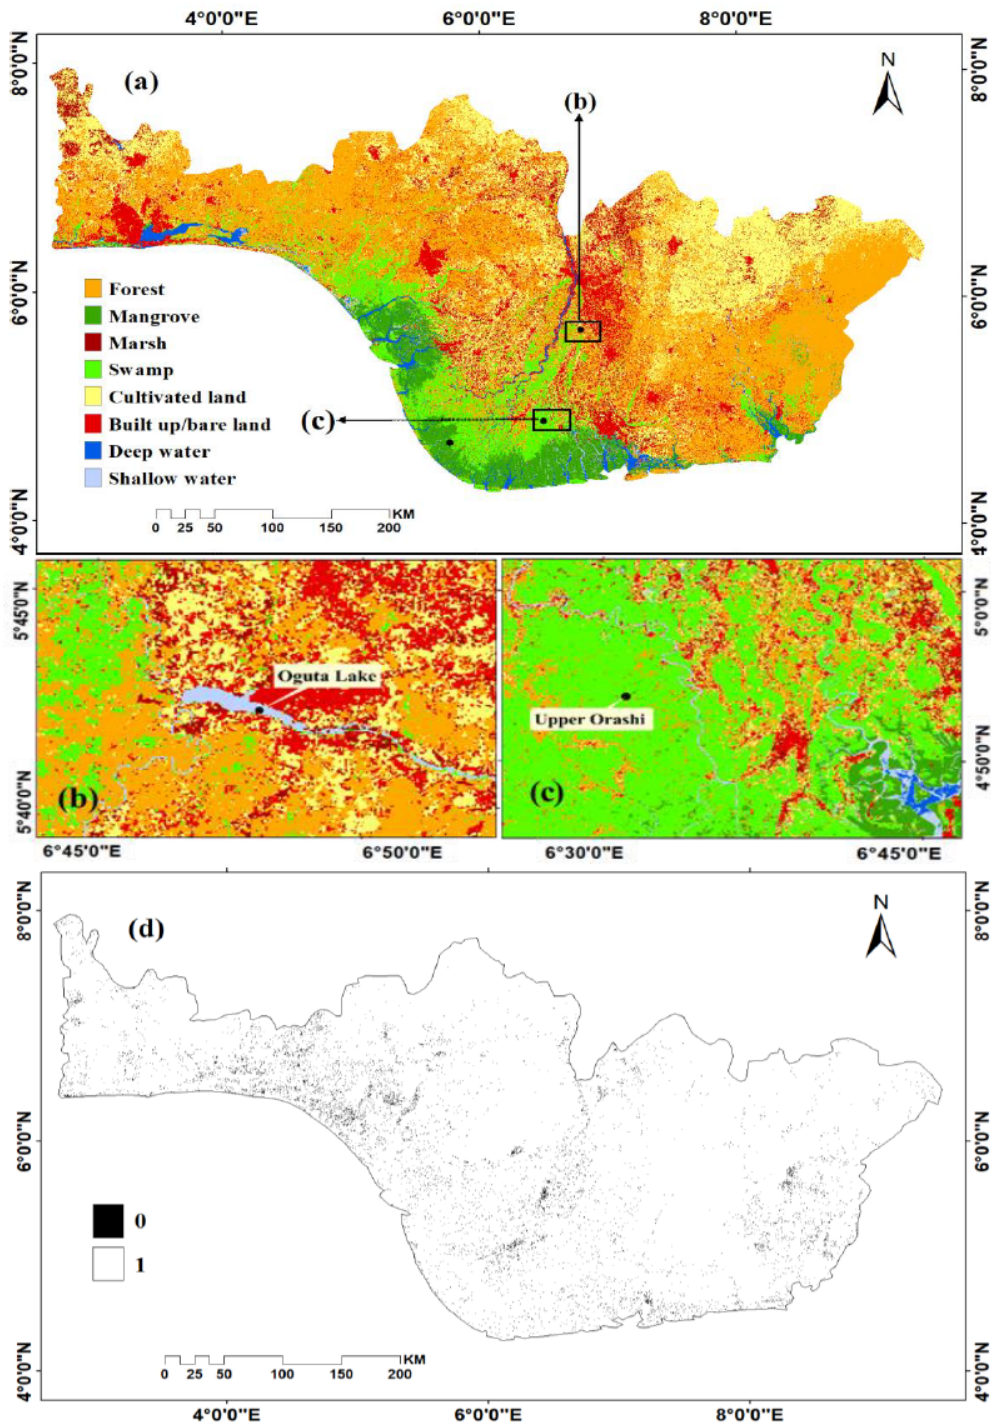 4°0'0"E 6°0'0"E 8°0'0"E
8°0'0"N
8°0'0"N
(a)
N
(b)
6°0'0"N
6°0'0"N
Forest
Mangrove
Marsh
Swamp
Cultivated land
Built up/bare land
Deep water
Shallow water
(c)
KM
0 25 50 100 150 200
4°0'0"N
4°0'0"N
5°45'0"N
5°0'0"N
Oguta Lake
Upper Orashi
5°40'0"N
4°50'0"N
(b)
(c)
6°45'0"E 6°50'0"E 6°30'0"E 6°45'0"E
8°0'0"N
8°0'0"N
(d)
N
6°0'0"N
6°0'0"N
0
1
KM
0 25 50 100 150 200
4°0'0"N
4°0'0"N
4°0'0"E 6°0'0"E 8°0'0"E